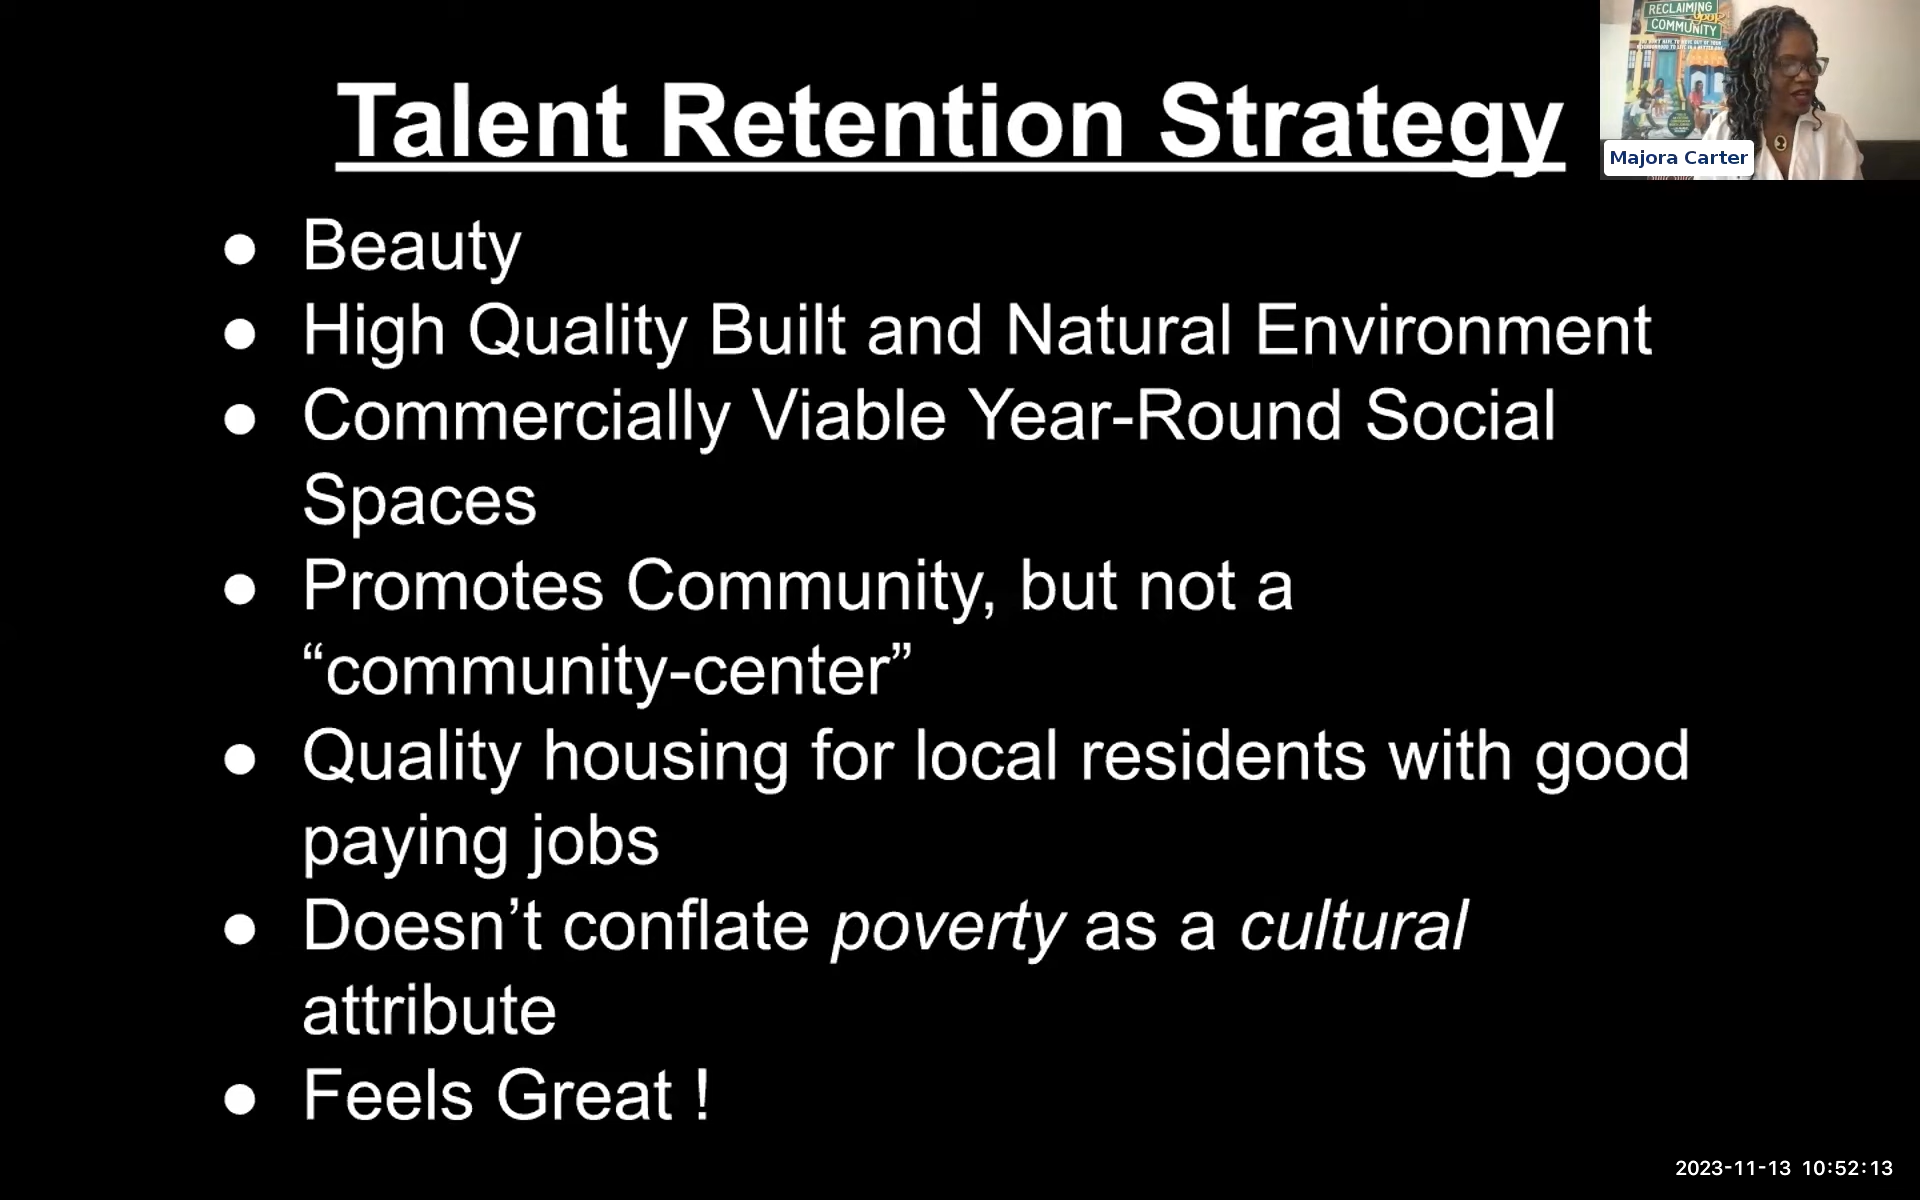 Talent Retention Strategy
RECLAIMING
Your
COMMUNITY
Majora Carter
● Beauty
● High Quality Built and Natural Environment
● Commercially Viable Year-Round Social
Spaces
● Promotes Community, but not a
“community-center”
● Quality housing for local residents with good
paying jobs
● Doesn’t conflate poverty as a cultural
attribute
● Feels Great !
2023-11-13 10:52:13